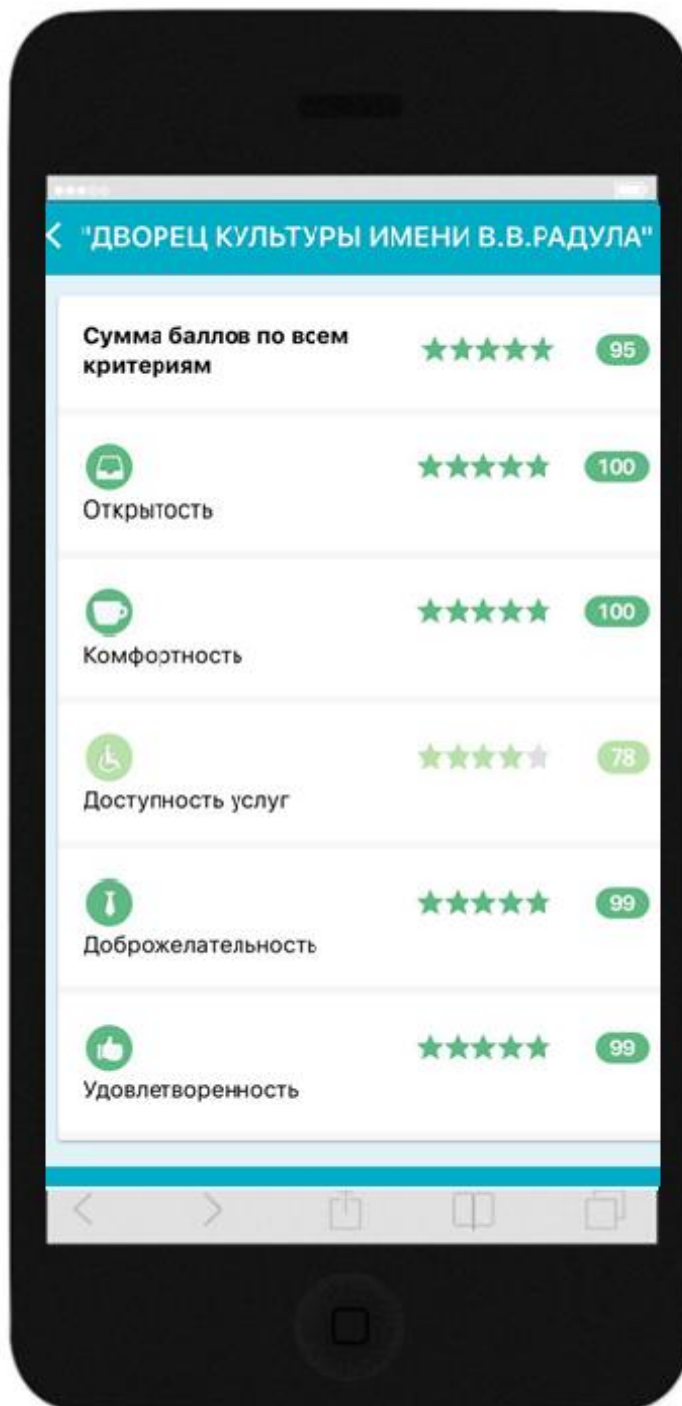 "ДВОРЕЦ КУЛЬТУРЫ ИМЕНИ В.В.РАДУЛА"
Сумма баллов по всем
критериям
95
100
Открытость
100
Комфортность
78
Доступность услуг
99
Доброжелательность
99
Удовлетворенность